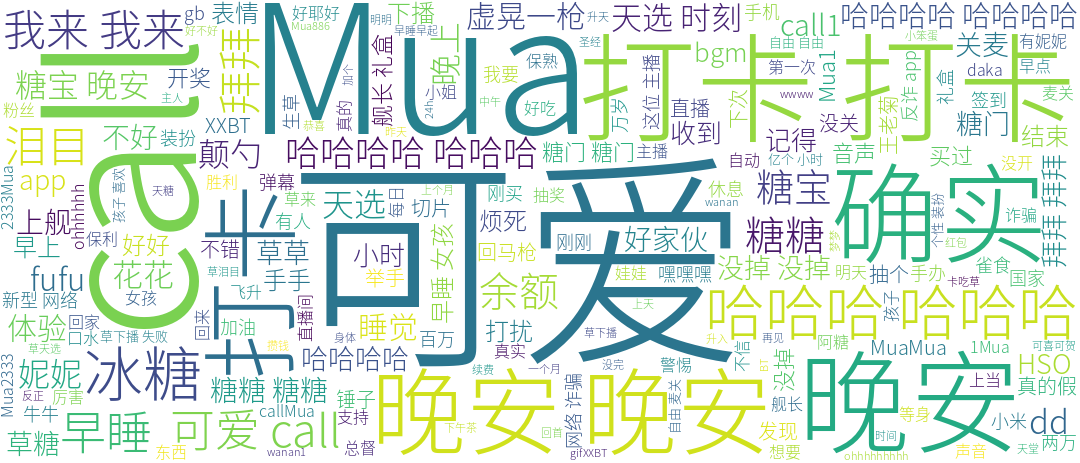 我来 我来
gb 表情
好耶好
明明
升天
下播
虚晃一枪
天选 时刻
手机
call1
哈哈哈哈 哈哈哈哈
好不好
Mua886
早睡早起
圣经
自由 自由
小笨蛋
关麦
有妮妮
糖宝 晚安
开奖
拜拜
Mua
牛草
真的
加个
舰长 礼盒
晚上
小姐
24h
我要
中午
保熟
好吃
打卡 打卡
bgm
万岁
这位 主播
直播
收到
下次
第一次
wwww
Mua1
没关
daka
签到
王老菊
反诈 app
礼盒
早点
麦关
糖门
结束
粉丝
主人
XXBT
call
泪目
不好
装扮
颠勺
恭喜
昨天
哈哈哈哈 哈哈哈
糖门 糖门
主播
自动
记得
亿个 小时
音声
买过
没开
拜拜 拜拜
2333Mua
app
孩子 喜欢
天糖
胜利
弹幕
可爱
天选
每日
上个月
切片
刚买
抽奖
烦死
休息
wanan
糖宝
确实
诈骗
上舰
ohhhhhh
草来
有人
不错
打卡
小时
早睡 女孩
回马枪
刚刚
好家伙
糖糖
梦梦
个性 装扮
早上
保利
好好
草草
手手
举手
娃娃
嘿嘿嘿
没掉 没掉
明天
抽个
红包
手办
雀食
国家
卡吃草
fufu
花花
草泪目
新型 网络
女孩
飞升
余额
上天
孩子
哈哈哈哈哈哈
体验
回家
口水
回来
加油
直播间
睡觉
百万
打扰
草下播 失败
草下播
升入
再见
阿糖
可喜可贺
草天选
搞钱
身体
真实
不信
Mua2333
妮妮
冰糖
哈哈哈哈
续费
一个月
没完
警惕
没掉
BT
MuaMua
1Mua
HSO
反正
厉害
糖糖 糖糖
锤子
晚安 晚安
网络 诈骗
自由 麦关
舰长
晚安
上当
真的假
牛牛
callMua
支持
下午茶
回首
发现
等身
小米
dd
草糖
早睡
可爱
call
东西
wanan1
总督
gifXXBT
想要
ohhhhhhhhh
时间
声音
天堂
两万